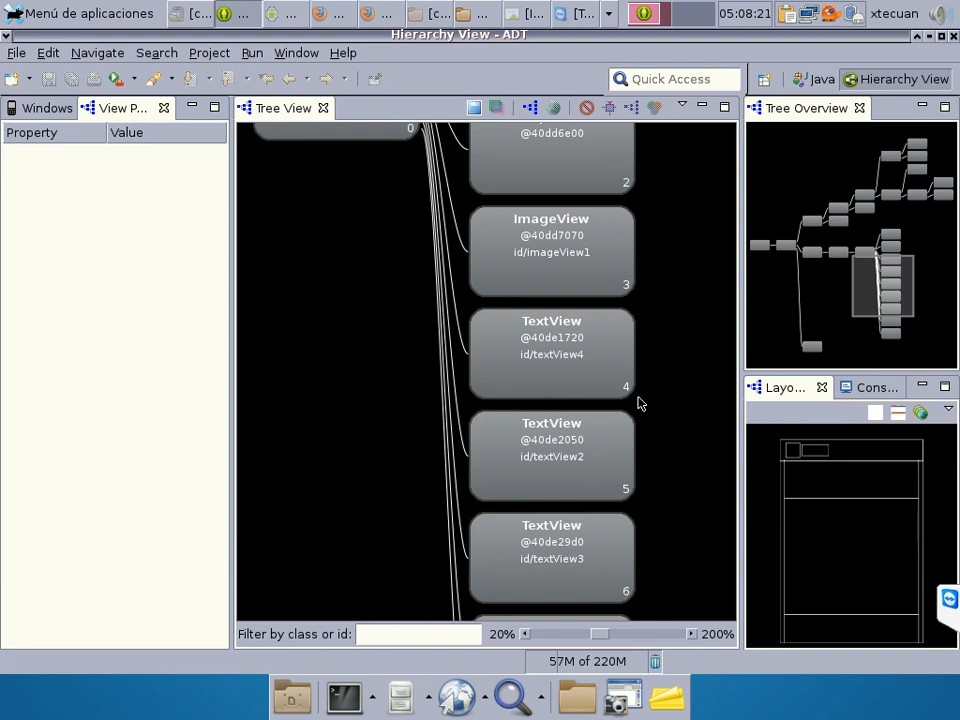 Menú de aplicaciones
[c...
...
...
...
...
[c...
...
[I...
[T...
05:08:21
xtecuan
Hierarchy View - ADT
File Edit Navigate Search Project Run Window Help
Quick Access
Java
Hierarchy View
Windows
View P...
Tree View
Tree Overview
Property
Value
0
@40dd6e00
2
ImageView
@40dd7070
id/imageView1
3
TextView
@40de1720
id/textView4
4
TextView
@40de2050
id/textView2
5
TextView
@40de29d0
id/textView3
6
Layo...
Cons...
Filter by class or id:
20%
200%
57M of 220M
D